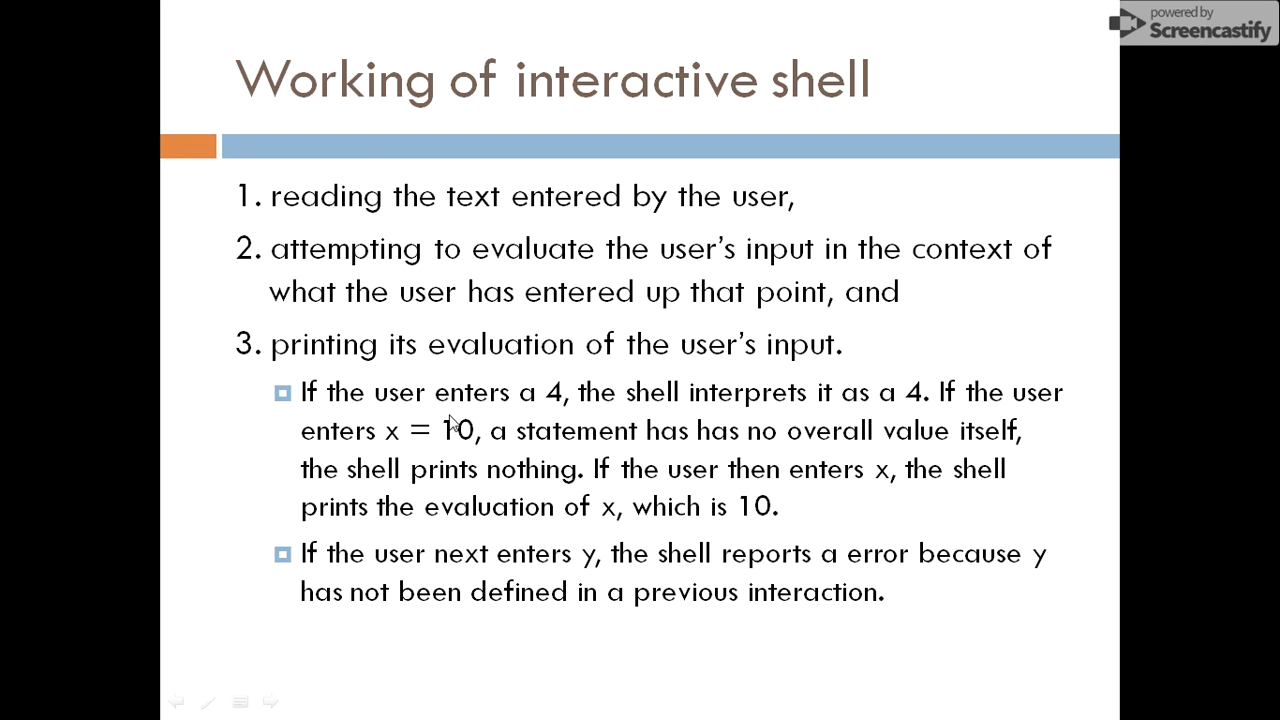 powered by
Screencastify
Working of interactive shell
1. reading the text entered by the user,
2. attempting to evaluate the user’s input in the context of
what the user has entered up that point, and
3. printing its evaluation of the user’s input.
If the user enters a 4, the shell interprets it as a 4. If the user
enters x = 10, a statement has has no overall value itself,
the shell prints nothing. If the user then enters x, the shell
prints the evaluation of x, which is 10.
If the user next enters y, the shell reports a error because y
has not been defined in a previous interaction.